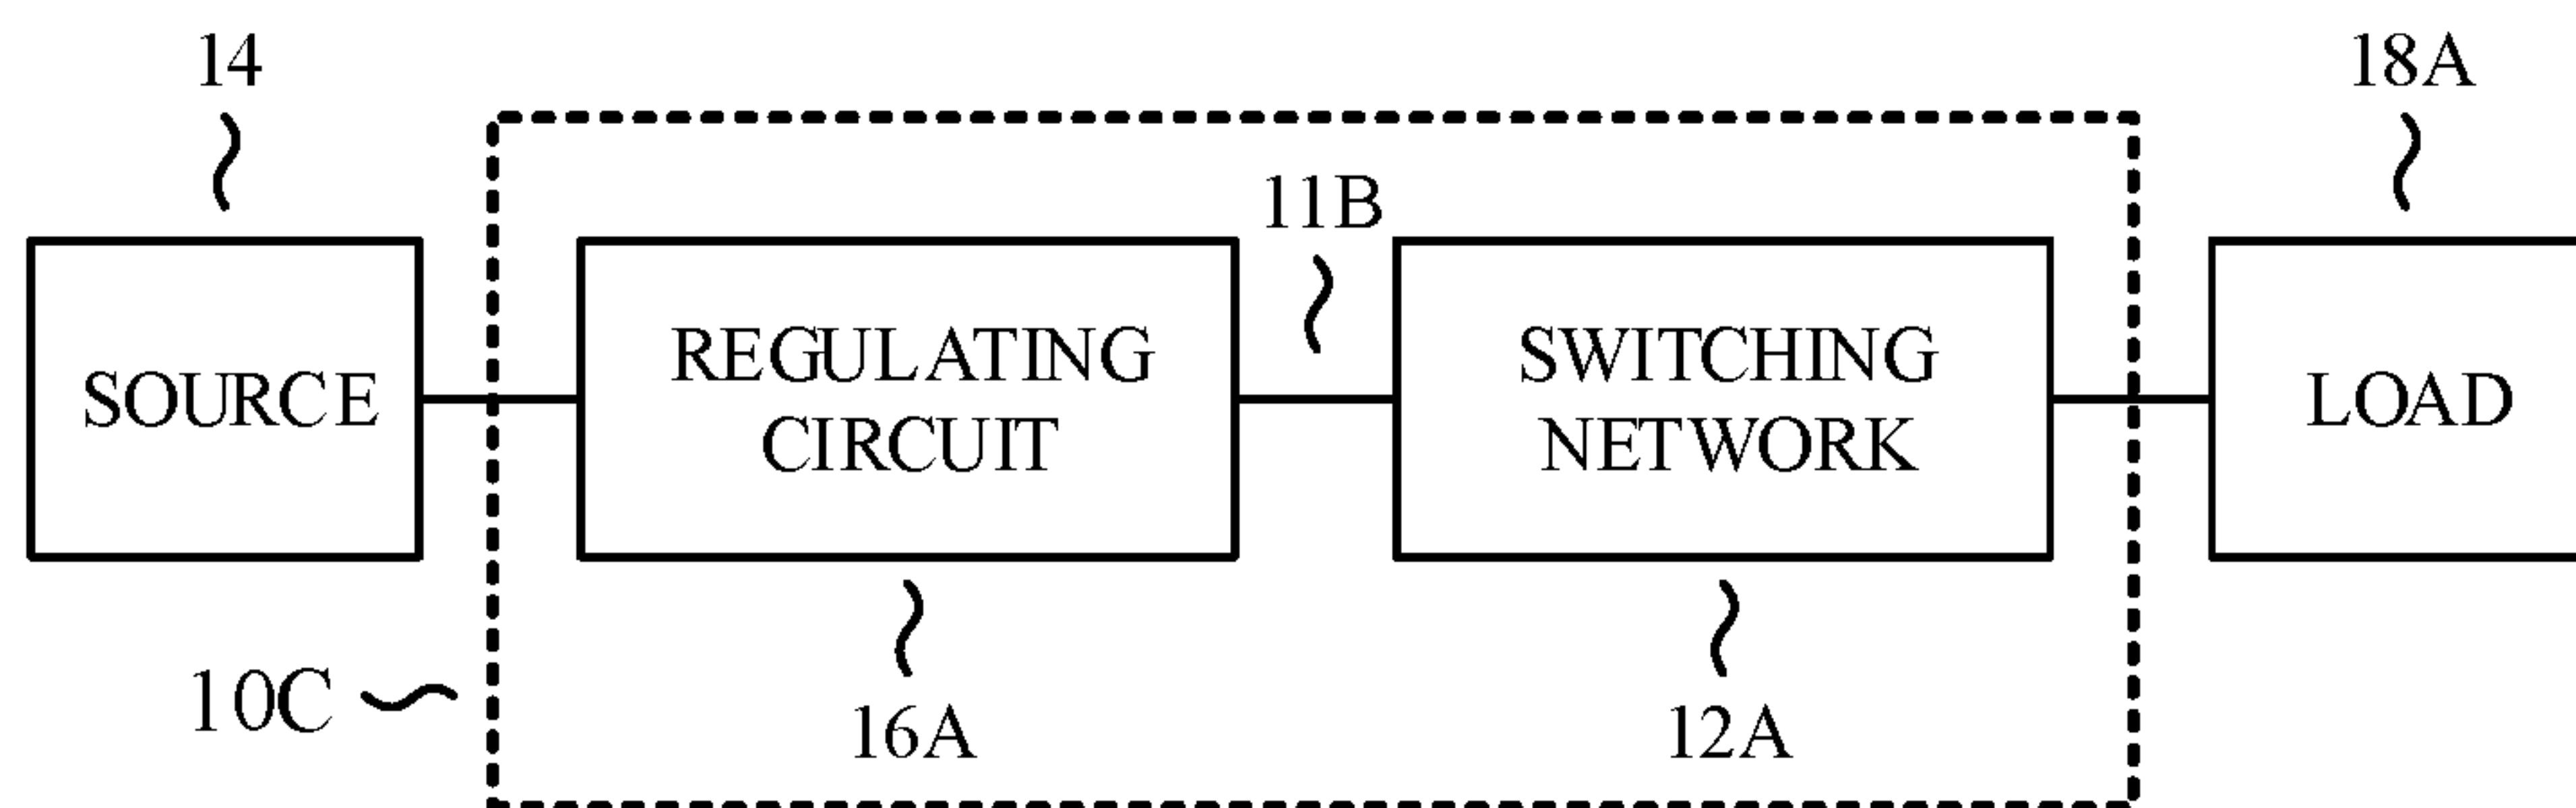 14
18A
11B
SOURCE
REGULATING
CIRCUIT
SWITCHING
NETWORK
LOAD
10C
16A
12A